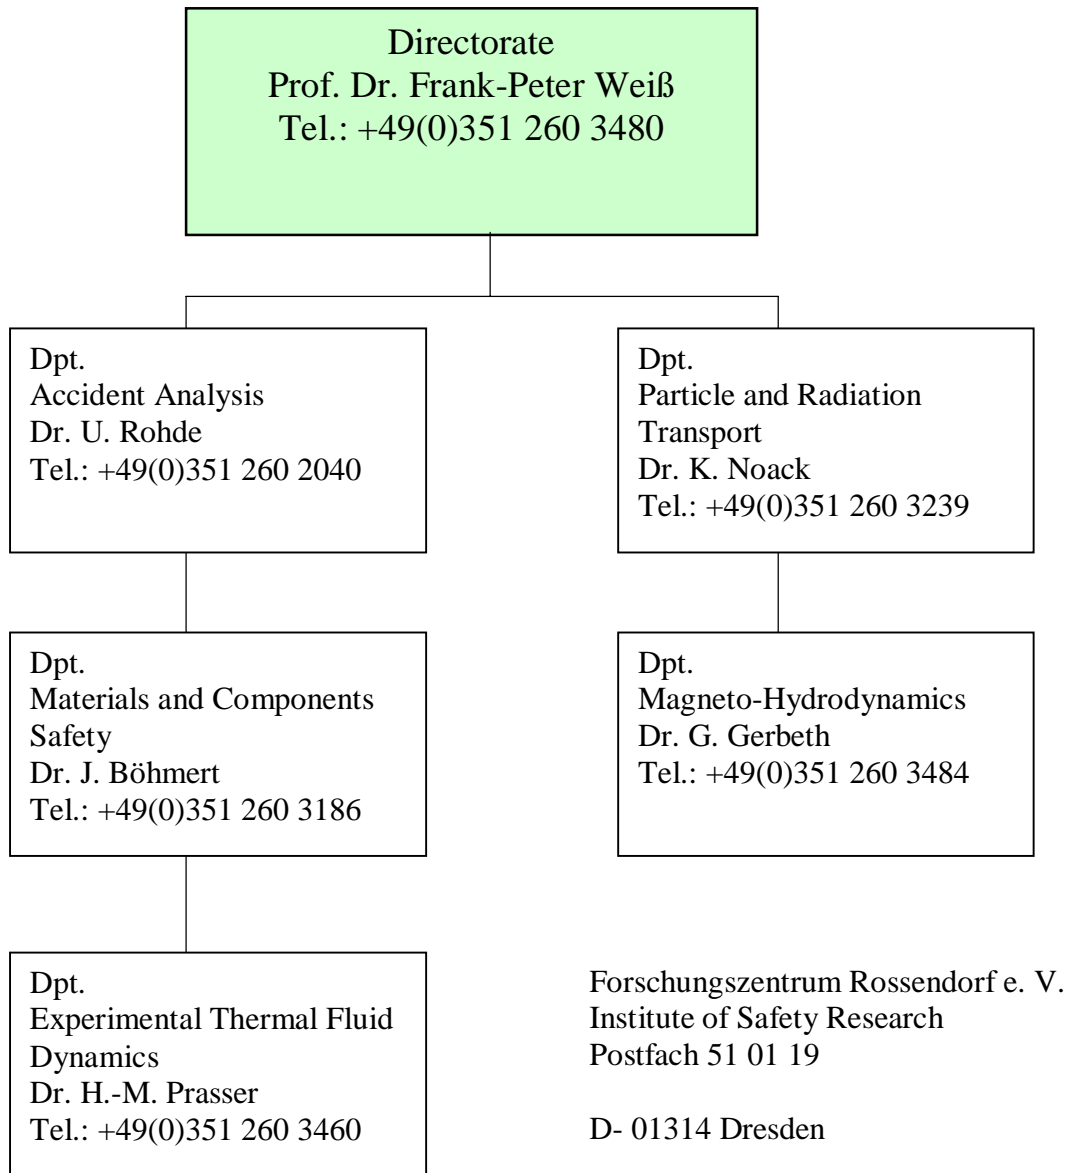 Directorate
Prof. Dr. Frank-Peter Weiß
Tel.: +49(0)351 260 3480
Dpt.
Accident Analysis
Dr. U. Rohde
Tel.: +49(0)351 260 2040
Dpt.
Particle and Radiation
Transport
Dr. K. Noack
Tel.: +49(0)351 260 3239
Dpt.
Materials and Components
Safety
Dr. J. Böhmert
Tel.: +49(0)351 260 3186
Dpt.
Magneto-Hydrodynamics
Dr. G. Gerbeth
Tel.: +49(0)351 260 3484
Dpt.
Experimental Thermal Fluid
Dynamics
Dr. H.-M. Prasser
Tel.: +49(0)351 260 3460
Forschungszentrum Rossendorf e. V.
Institute of Safety Research
Postfach 51 01 19
D- 01314 Dresden